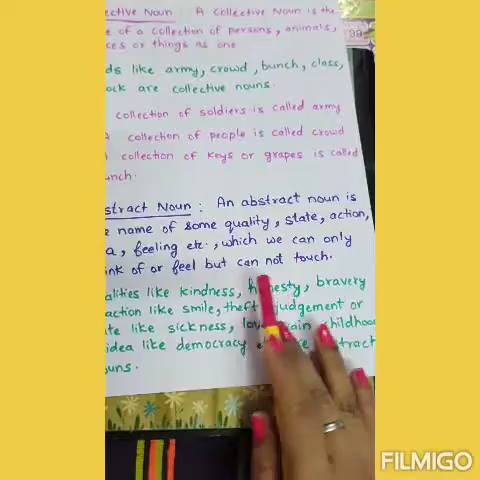 ective Noun : A Collective Noun is the
e of a collection of persons, animals,
ces or things as one
ds like army, crowd, bunch, class,
ock are collective nouns.
collection of soldiers is called army
collection of people is called crowd
collection of keys or grapes is called
unch.
stract Noun : An abstract noun is
e name of some quality, state, action,
a, feeling etc., which we can only
ink of or feel but can not touch.
alities like kindness, honesty, bravery
action like smile, theft, judgement or
te like sickness, childhood
idea like democracy
uns.
99
FILMIGO